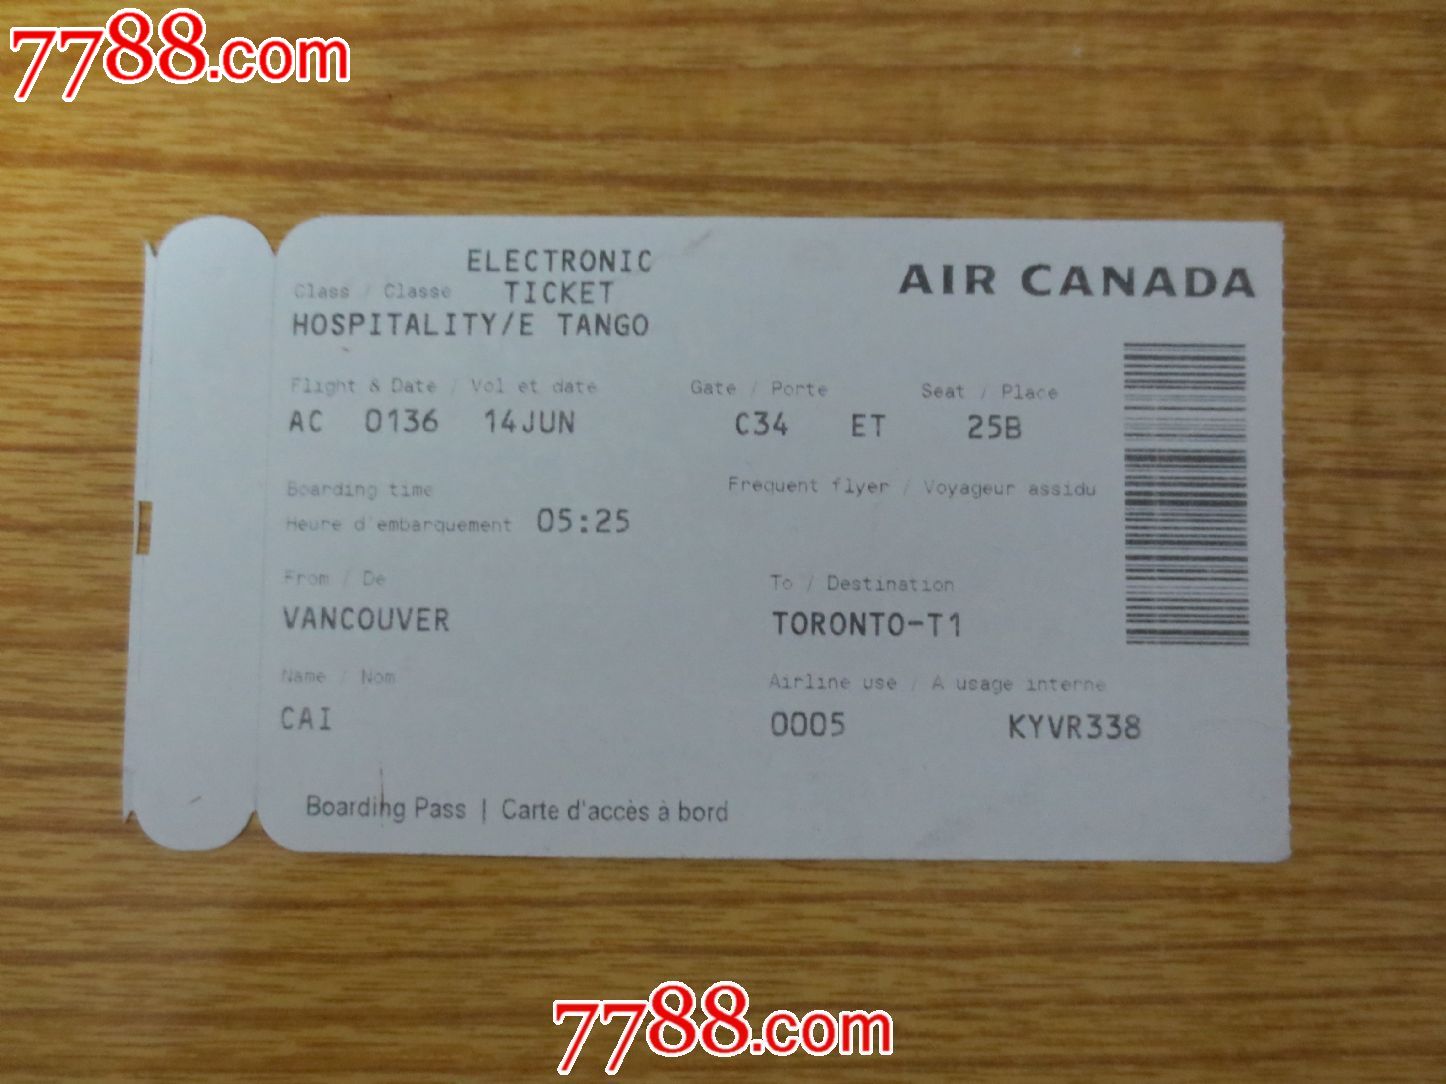 7788.com
ELECTRONIC
AIR CANADA
Class / Classe TICKET
HOSPITALITY/E TANGO
Flight & Date / Vol et date Gate / Porte Seat / Place
AC 0136 14JUN C34 ET 25B
Boarding time Frequent flyer / Voyageur assidu
Heure d'embarquement 05:25
From / De To / Destination
VANCOUVER TORONTO-T1
Name / Nom Airline use / A usage interne
CAI 0005 KYVR338
Boarding Pass | Carte d'accès à bord
7788.com